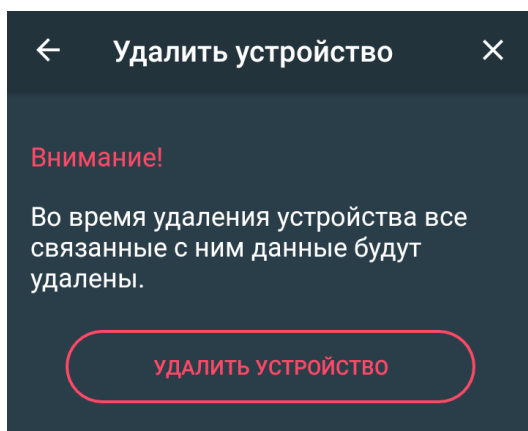 Удалить устройство
Внимание!
Во время удаления устройства все
связанные с ним данные будут
удалены.
УДАЛИТЬ УСТРОЙСТВО